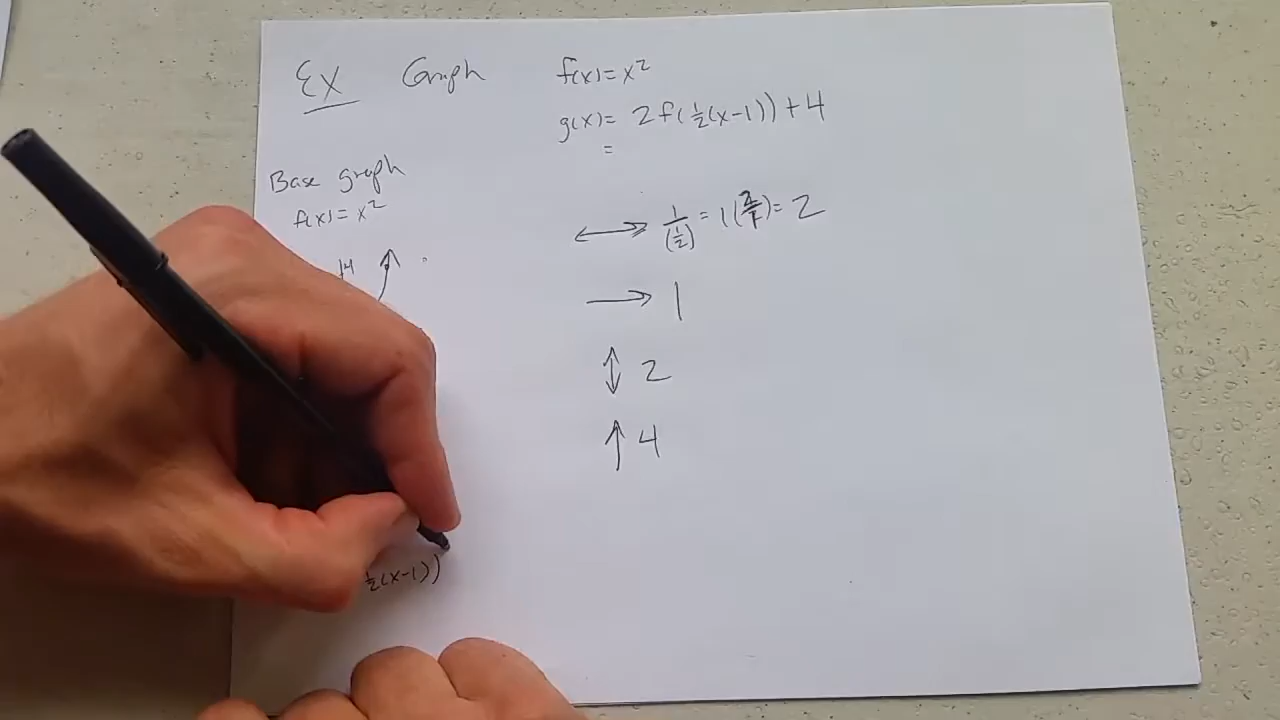 Ex Graph f(x)=x²
g(x)= 2f(½(x-1))+4
=
Base graph
f(x)=x²
↔ 1/(½) = 1(2/1)= 2
→ 1
↕ 2
↑ 4
½(x-1))